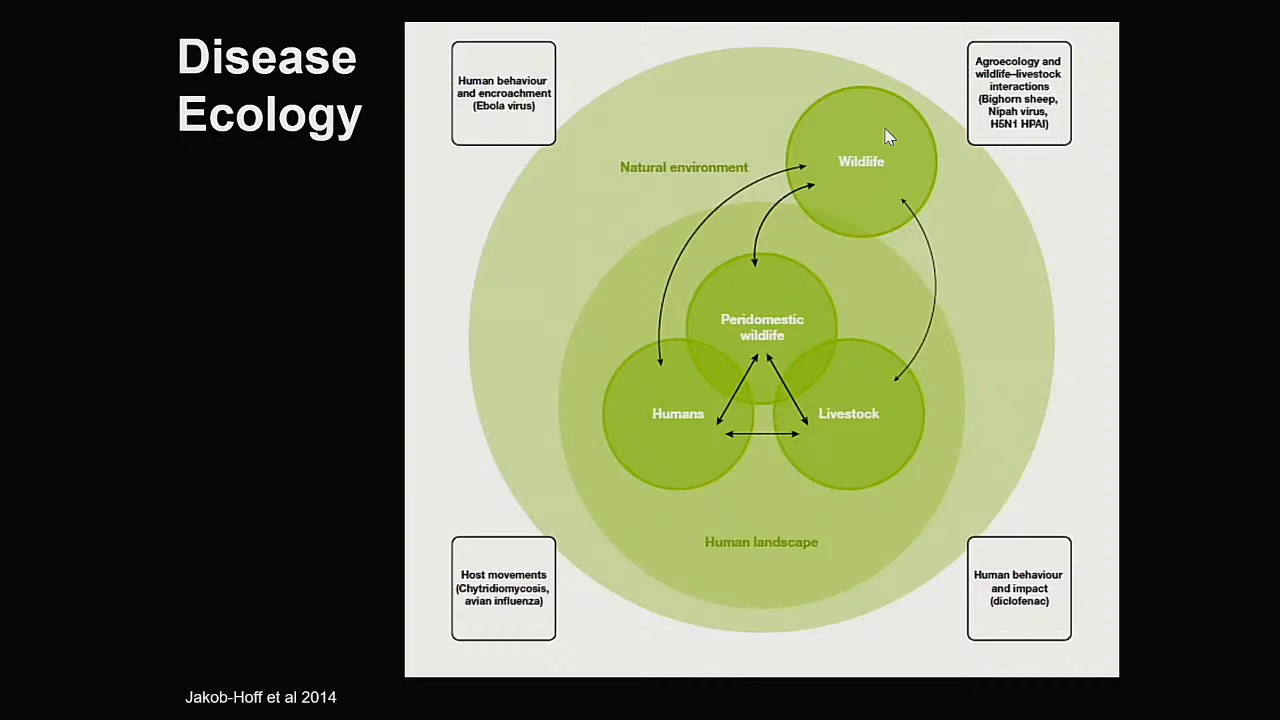 Disease
Ecology
Human behaviour
and encroachment
(Ebola virus)
Agroecology and
wildlife–livestock
interactions
(Bighorn sheep,
Nipah virus,
H5N1 HPAI)
Natural environment
Wildlife
Peridomestic
wildlife
Humans
Livestock
Human landscape
Host movements
(Chytridiomycosis,
avian influenza)
Human behaviour
and impact
(diclofenac)
Jakob-Hoff et al 2014